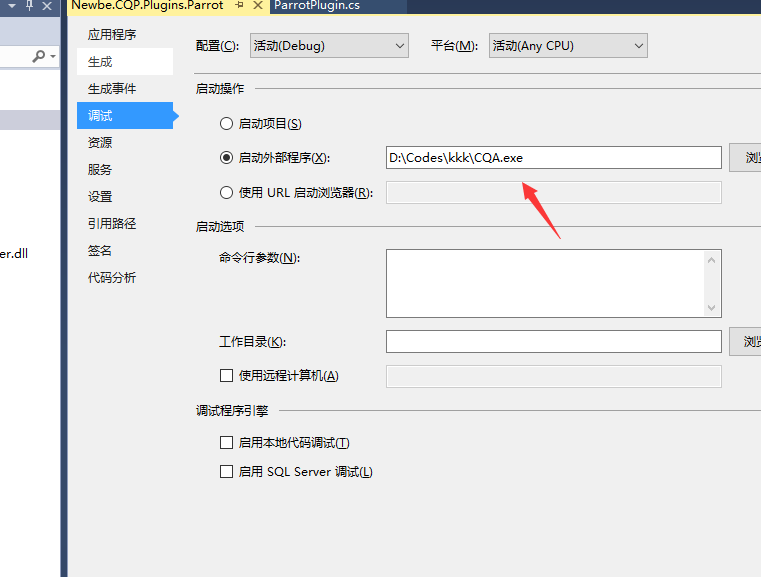 Newbe.CQP.Plugins.Parrot ParrotPlugin.cs
应用程序
生成
生成事件
调试
资源
服务
设置
引用路径
签名
代码分析
er.dll
配置(C): 活动(Debug) 平台(M): 活动(Any CPU)
启动操作
启动项目(S)
启动外部程序(X): D:\Codes\kkk\CQA.exe 浏览
使用 URL 启动浏览器(R):
启动选项
命令行参数(N):
工作目录(K): 浏览
使用远程计算机(A)
调试程序引擎
启用本地代码调试(T)
启用 SQL Server 调试(L)